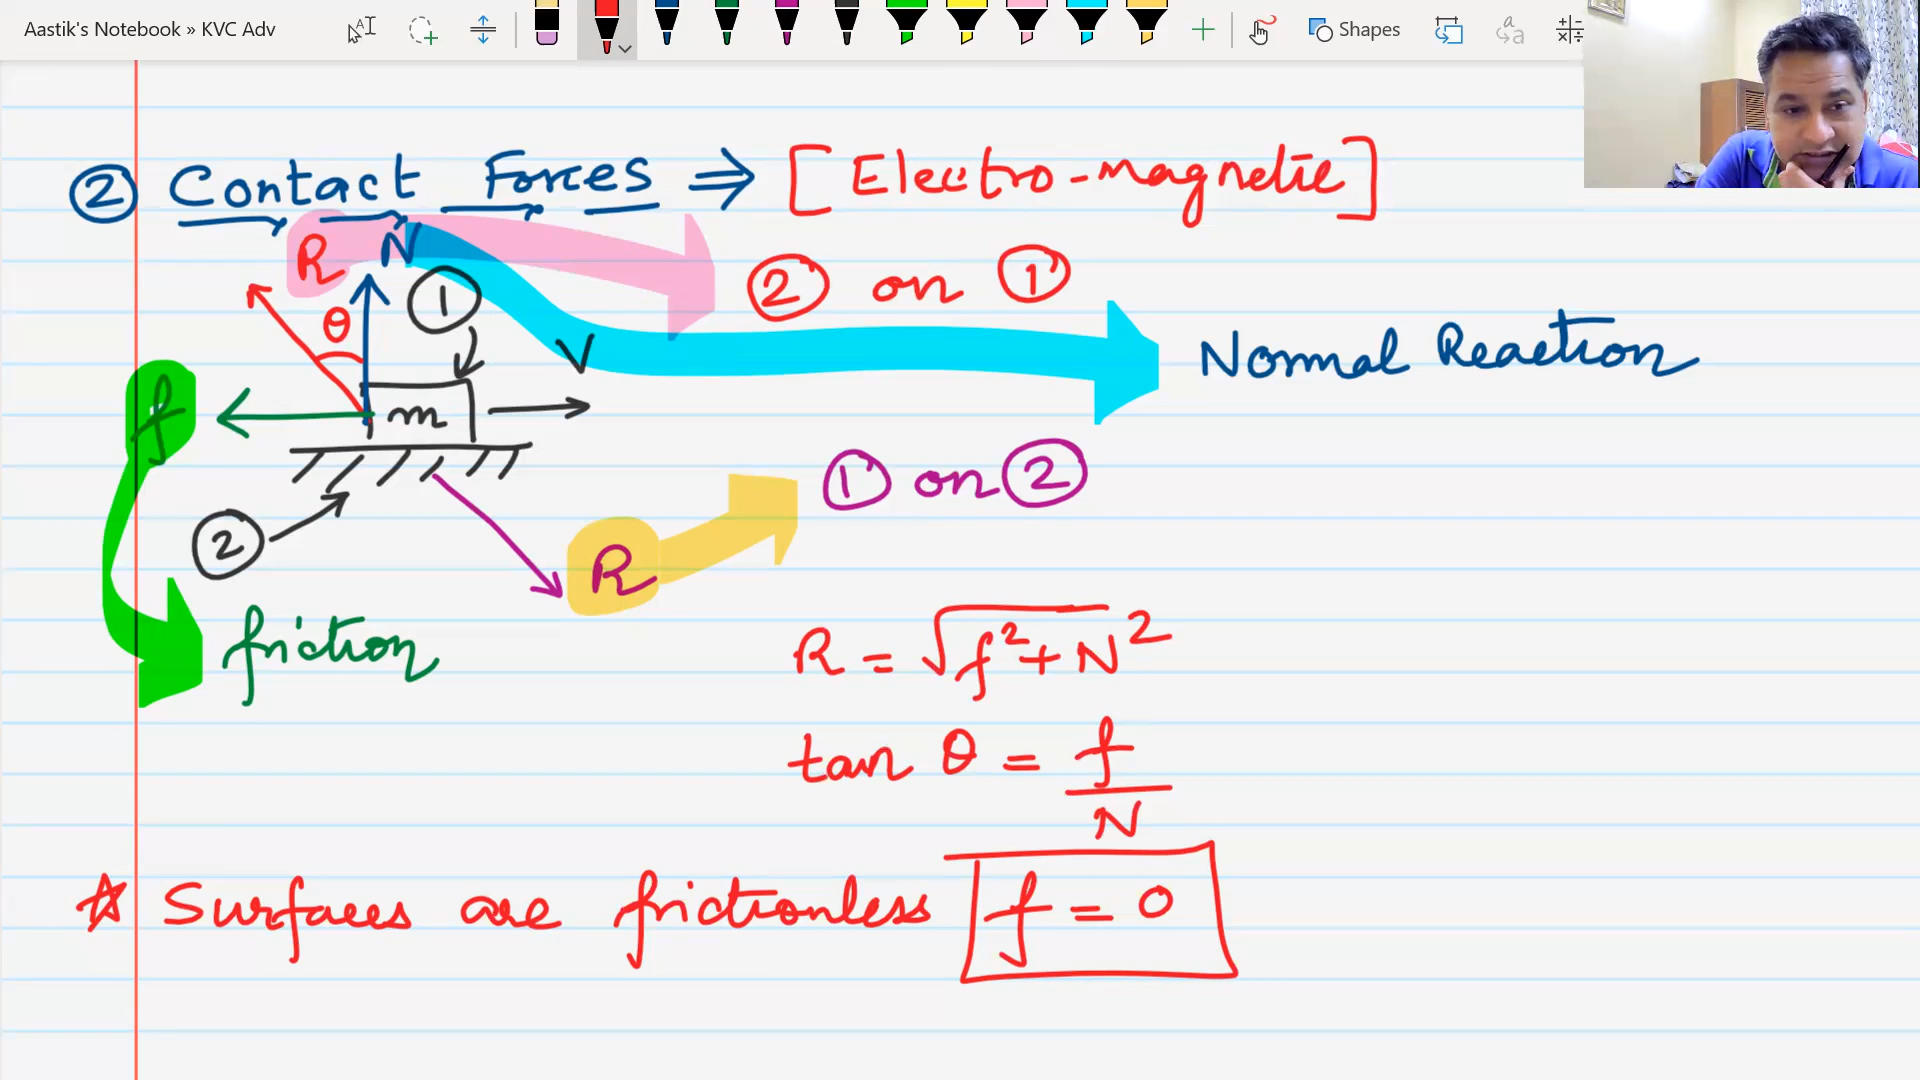 Aastik's Notebook » KVC Adv
Shapes
② Contact Forces ⇒ [Electro-magnetic]
R N
② on ①
θ ①
V
Normal Reaction
f
m
① on ②
②
R
friction
R = √f²+N²
tan θ = f/N
☆ Surfaces are frictionless f = 0